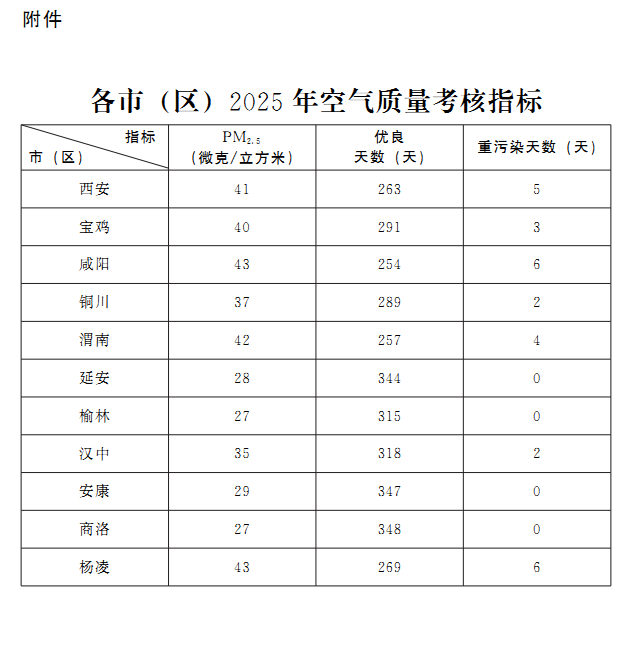 附件
各市（区）2025 年空气质量考核指标
指标
市（区）
PM2.5
（微克/立方米）
优良
天数（天）
重污染天数（天）
西安 41 263 5
宝鸡 40 291 3
咸阳 43 254 6
铜川 37 289 2
渭南 42 257 4
延安 28 344 0
榆林 27 315 0
汉中 35 318 2
安康 29 347 0
商洛 27 348 0
杨凌 43 269 6